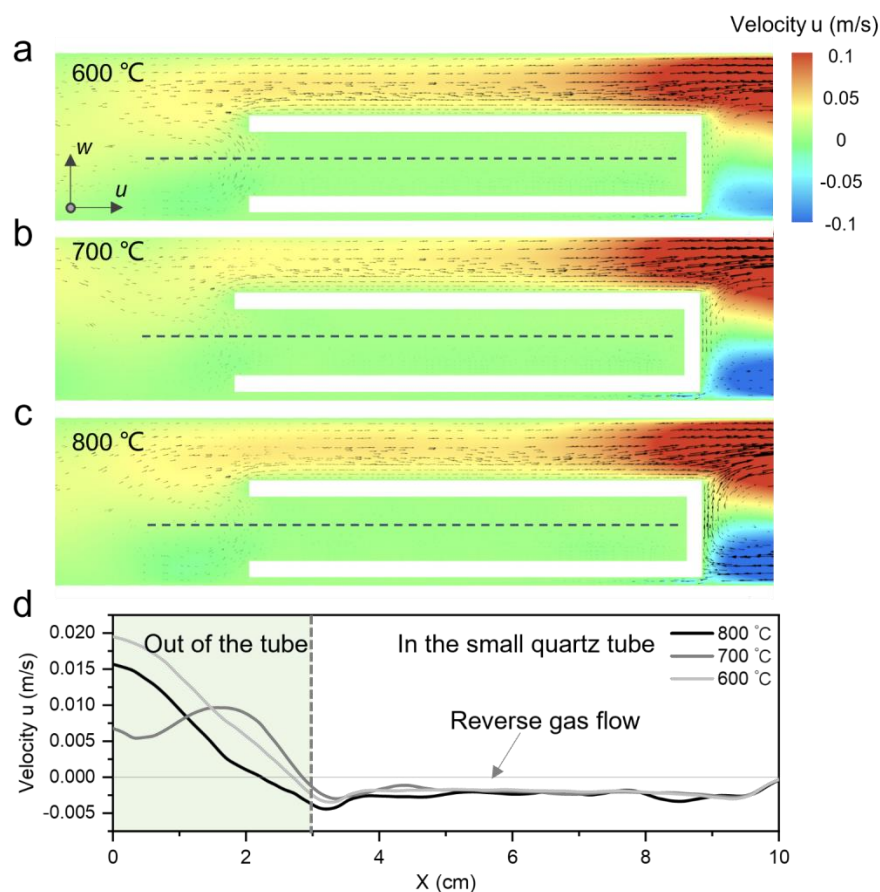 Velocity u (m/s)
a
600 ℃
0.1
0.05
0
-0.05
-0.1
w
u
b
700 ℃
c
800 ℃
d
Velocity u (m/s)
0.020
0.015
0.010
0.005
0.000
-0.005
Out of the tube
In the small quartz tube
800 °C
700 °C
600 °C
Reverse gas flow
0 2 4 6 8 10
X (cm)